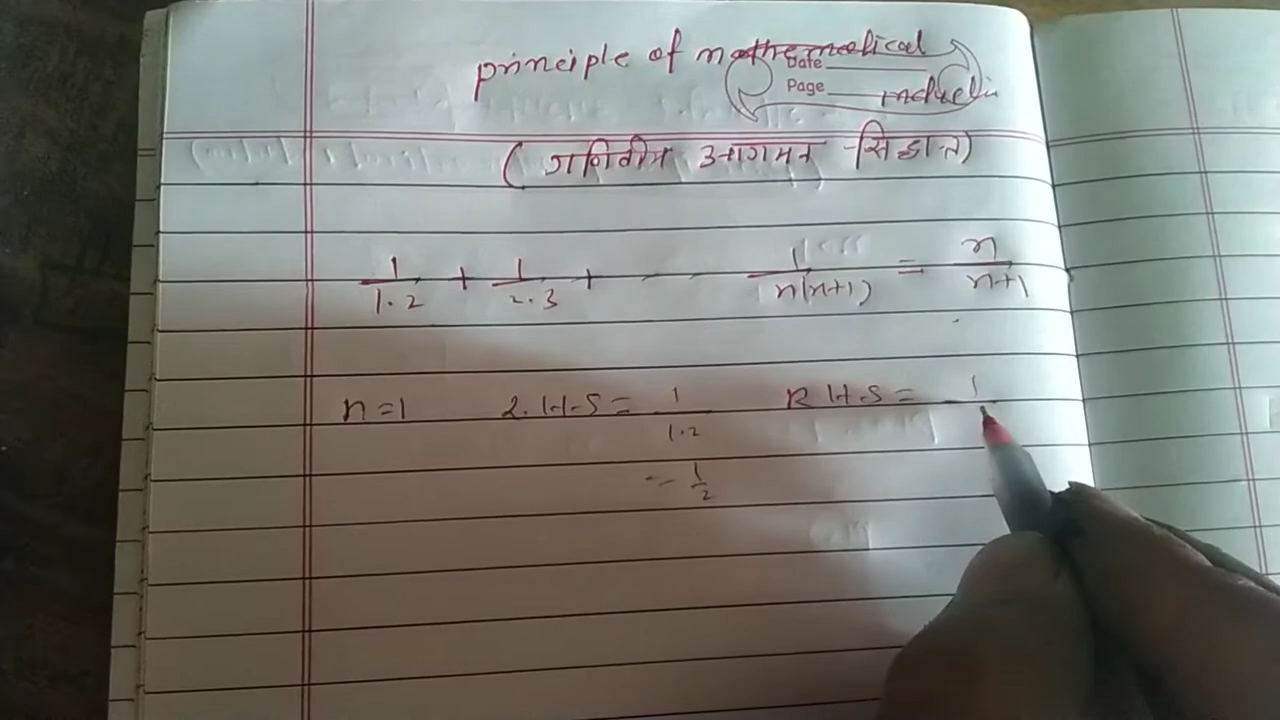 principle of mathematical
Date
Page
Induction
(गणितीय आगमन -सिद्धान्त)
1/1.2 + 1/2.3 + - - - 1/n(n+1) = n/n+1
n=1 L.H.S = 1/1.2 R.H.S = 1
= 1/2